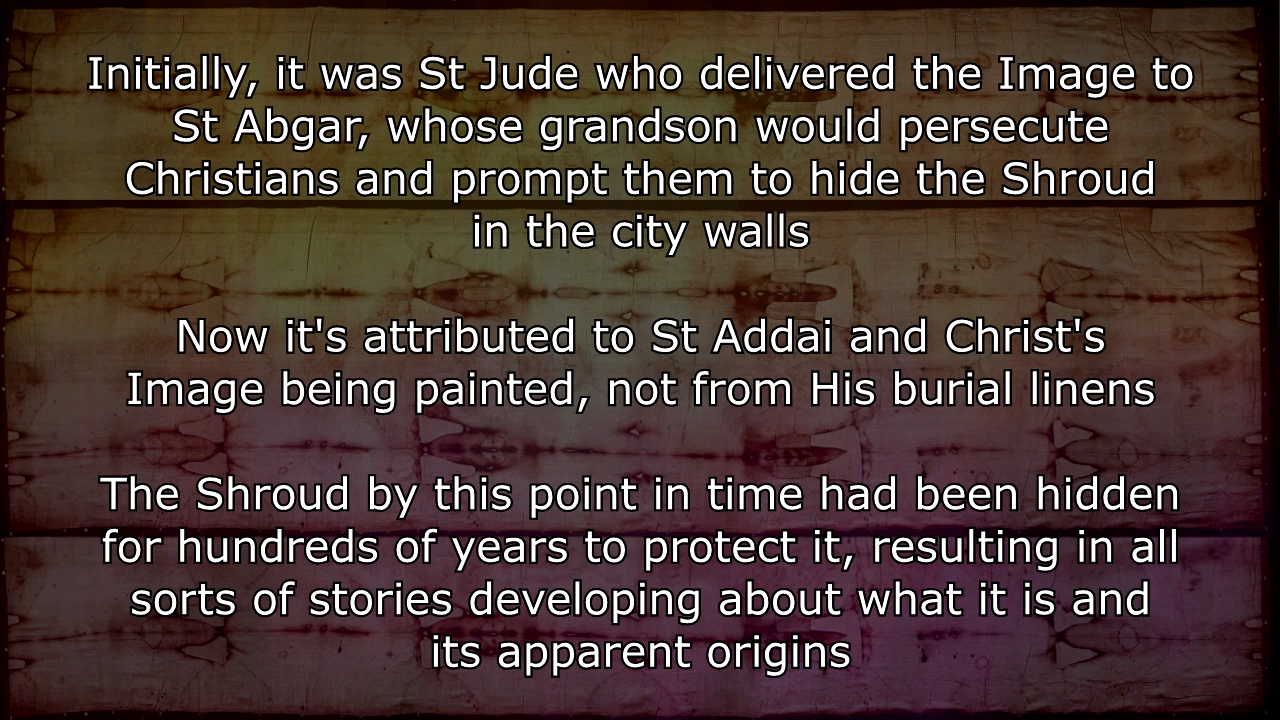 Initially, it was St Jude who delivered the Image to
St Abgar, whose grandson would persecute
Christians and prompt them to hide the Shroud
in the city walls
Now it's attributed to St Addai and Christ's
Image being painted, not from His burial linens
The Shroud by this point in time had been hidden
for hundreds of years to protect it, resulting in all
sorts of stories developing about what it is and
its apparent origins